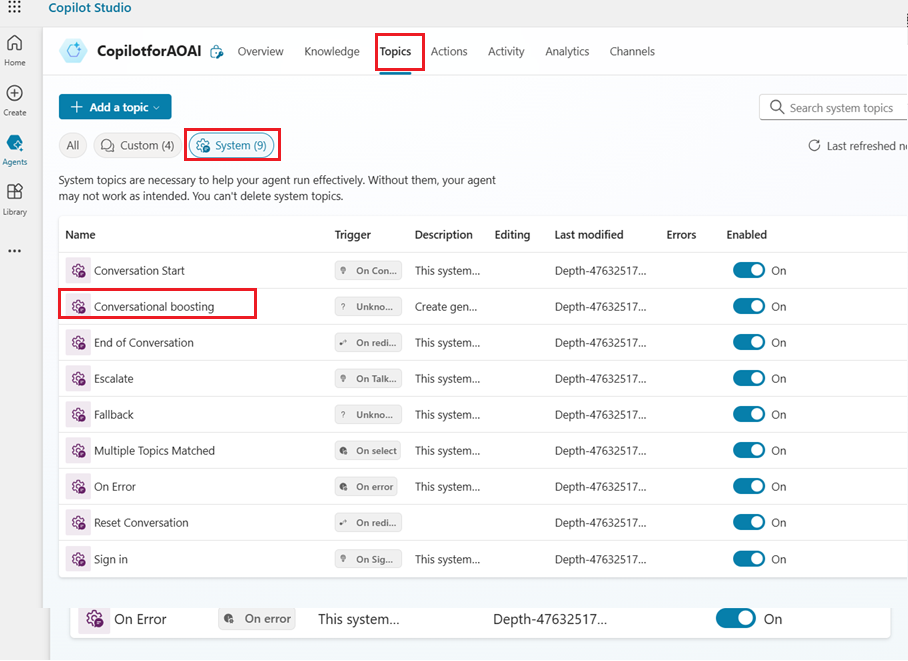 Copilot Studio
CopilotforAOAI Overview Knowledge Topics Actions Activity Analytics Channels
Home
Create
Agents
Library
+ Add a topic
Search system topics
All Custom (4) System (9)
Last refreshed
System topics are necessary to help your agent run effectively. Without them, your agent
may not work as intended. You can't delete system topics.
Name Trigger Description Editing Last modified Errors Enabled
Conversation Start On Con... This system... Depth-47632517... On
Conversational boosting ? Unkno... Create gen... Depth-47632517... On
End of Conversation On redi... This system... Depth-47632517... On
Escalate On Talk... This system... Depth-47632517... On
Fallback ? Unkno... This system... Depth-47632517... On
Multiple Topics Matched On select This system... Depth-47632517... On
On Error On error This system... Depth-47632517... On
Reset Conversation On redi... Depth-47632517... On
Sign in On Sig... This system... Depth-47632517... On
On Error On error This system... Depth-47632517... On